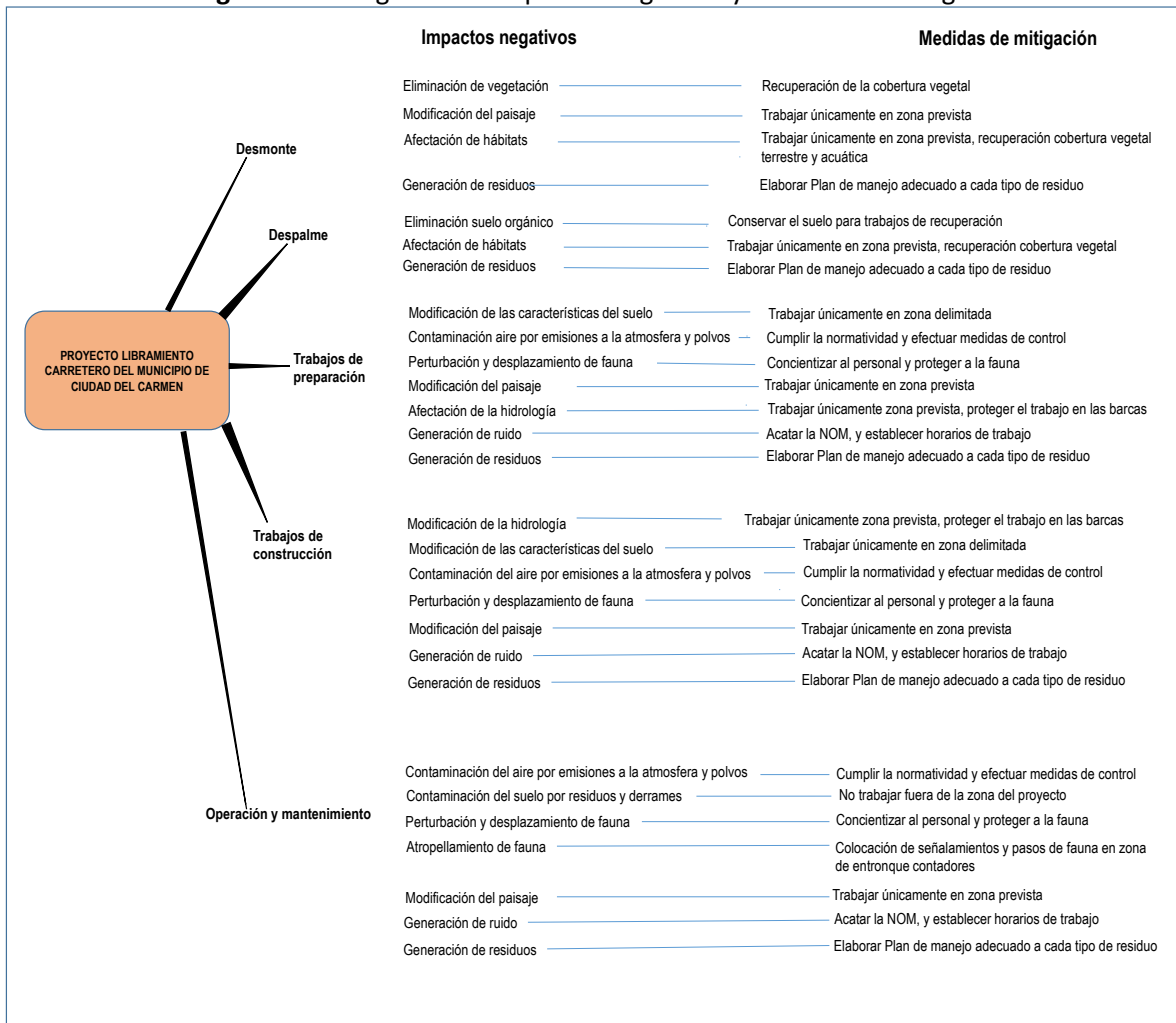 Impactos negativos
Medidas de mitigación
Eliminación de vegetación
Recuperación de la cobertura vegetal
Modificación del paisaje
Trabajar únicamente en zona prevista
Afectación de hábitats
Trabajar únicamente en zona prevista, recuperación cobertura vegetal
terrestre y acuática
Desmonte
Generación de residuos
Elaborar Plan de manejo adecuado a cada tipo de residuo
Eliminación suelo orgánico
Conservar el suelo para trabajos de recuperación
Despalme
Afectación de hábitats
Trabajar únicamente en zona prevista, recuperación cobertura vegetal
Generación de residuos
Elaborar Plan de manejo adecuado a cada tipo de residuo
PROYECTO LIBRAMIENTO
CARRETERO DEL MUNICIPIO DE
CIUDAD DEL CARMEN
Trabajos de
preparación
Modificación de las características del suelo
Trabajar únicamente en zona delimitada
Contaminación aire por emisiones a la atmosfera y polvos
Cumplir la normatividad y efectuar medidas de control
Perturbación y desplazamiento de fauna
Concientizar al personal y proteger a la fauna
Modificación del paisaje
Trabajar únicamente en zona prevista
Afectación de la hidrología
Trabajar únicamente zona prevista, proteger el trabajo en las barcas
Generación de ruido
Acatar la NOM, y establecer horarios de trabajo
Generación de residuos
Elaborar Plan de manejo adecuado a cada tipo de residuo
Trabajos de
construcción
Modificación de la hidrología
Trabajar únicamente zona prevista, proteger el trabajo en las barcas
Modificación de las características del suelo
Trabajar únicamente en zona delimitada
Contaminación del aire por emisiones a la atmosfera y polvos
Cumplir la normatividad y efectuar medidas de control
Perturbación y desplazamiento de fauna
Concientizar al personal y proteger a la fauna
Modificación del paisaje
Trabajar únicamente en zona prevista
Generación de ruido
Acatar la NOM, y establecer horarios de trabajo
Generación de residuos
Elaborar Plan de manejo adecuado a cada tipo de residuo
Operación y mantenimiento
Contaminación del aire por emisiones a la atmosfera y polvos
Cumplir la normatividad y efectuar medidas de control
Contaminación del suelo por residuos y derrames
No trabajar fuera de la zona del proyecto
Perturbación y desplazamiento de fauna
Concientizar al personal y proteger a la fauna
Atropellamiento de fauna
Colocación de señalamientos y pasos de fauna en zona
de entronque contadores
Modificación del paisaje
Trabajar únicamente en zona prevista
Generación de ruido
Acatar la NOM, y establecer horarios de trabajo
Generación de residuos
Elaborar Plan de manejo adecuado a cada tipo de residuo